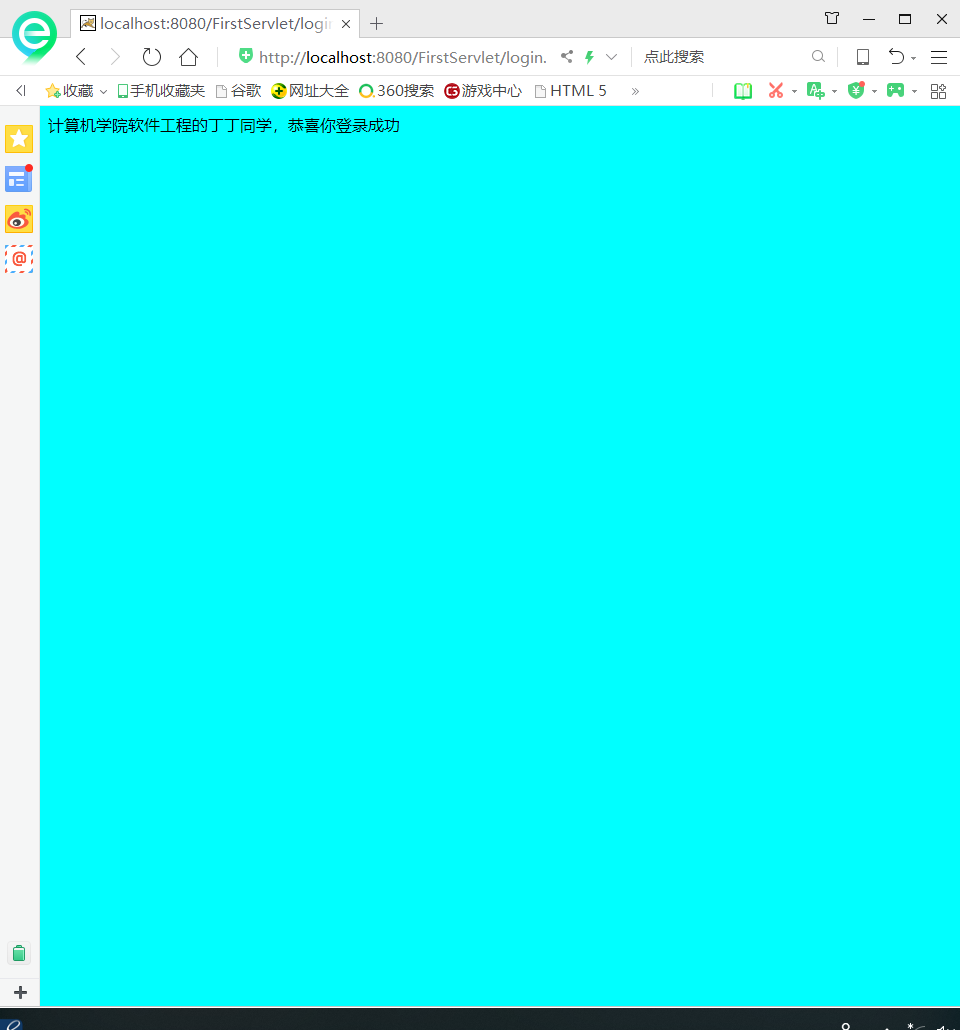 localhost:8080/FirstServlet/login
http://localhost:8080/FirstServlet/login.
点此搜索
收藏 手机收藏夹 谷歌 网址大全 360搜索 游戏中心 HTML 5 »
计算机学院软件工程的丁丁同学，恭喜你登录成功